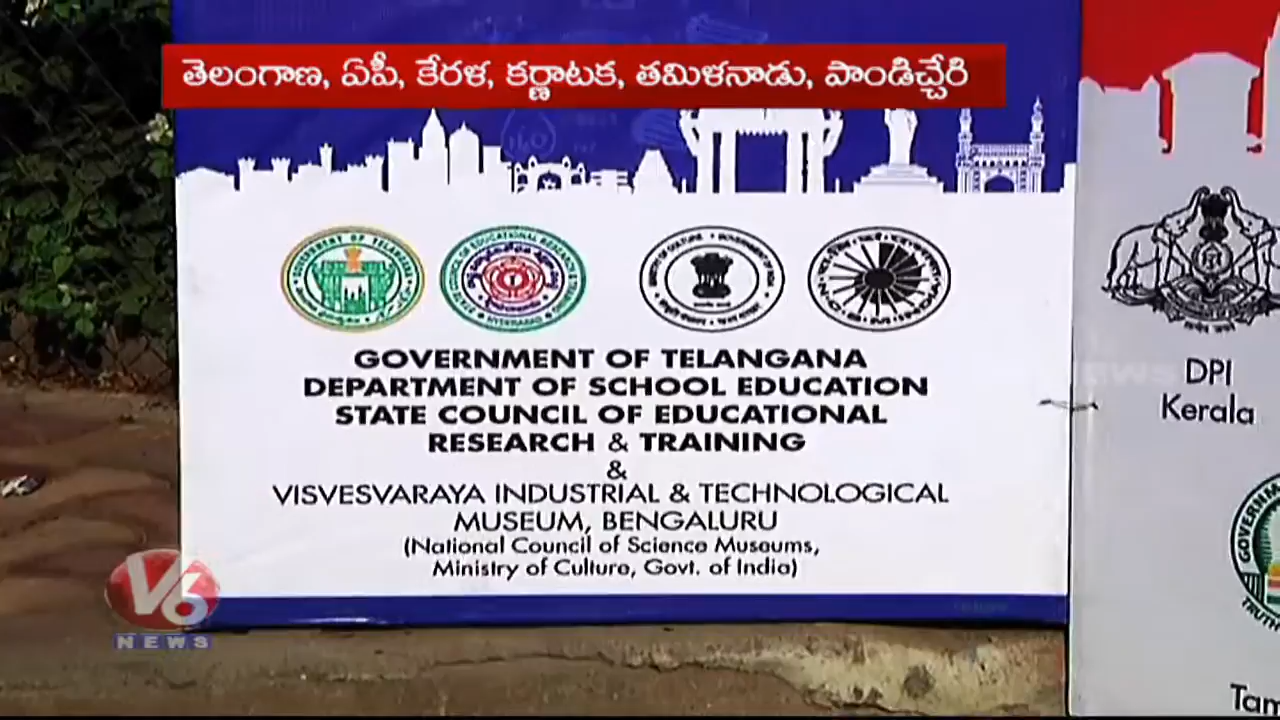 తెలంగాణ, ఏపీ, కేరళ, కర్ణాటక, తమిళనాడు, పాండిచ్చేరి
GOVERNMENT OF TELANGANA
DEPARTMENT OF SCHOOL EDUCATION
STATE COUNCIL OF EDUCATIONAL
RESEARCH & TRAINING
&
VISVESVARAYA INDUSTRIAL & TECHNOLOGICAL
MUSEUM, BENGALURU
(National Council of Science Museums,
Ministry of Culture, Govt. of India)
DPI
Kerala
V6
NEWS